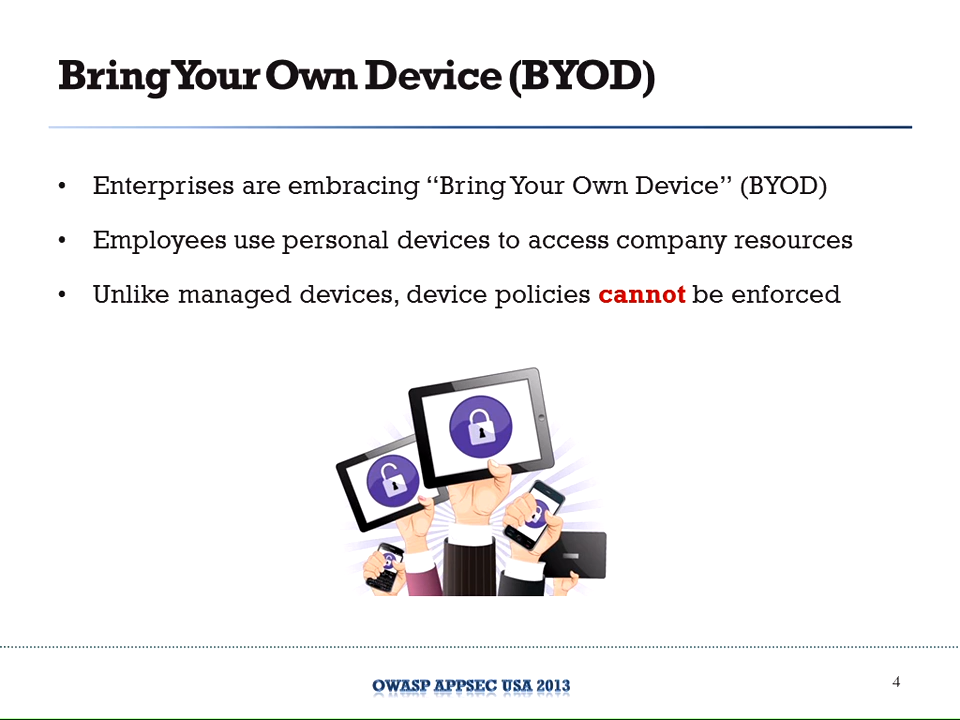 Bring Your Own Device (BYOD)
• Enterprises are embracing “Bring Your Own Device” (BYOD)
• Employees use personal devices to access company resources
• Unlike managed devices, device policies cannot be enforced
OWASP APPSEC USA 2013
4